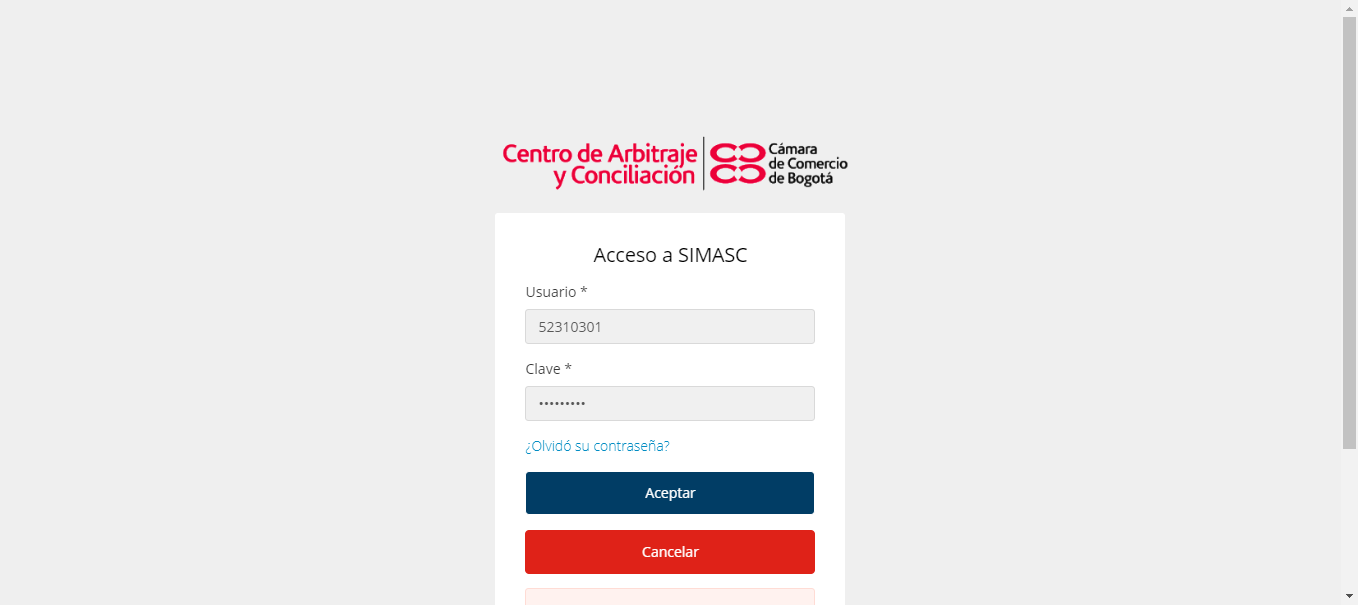 Centro de Arbitraje
y Conciliación
Cámara
de Comercio
de Bogotá
Acceso a SIMASC
Usuario *
52310301
Clave *
•••••••••
¿Olvidó su contraseña?
Aceptar
Cancelar